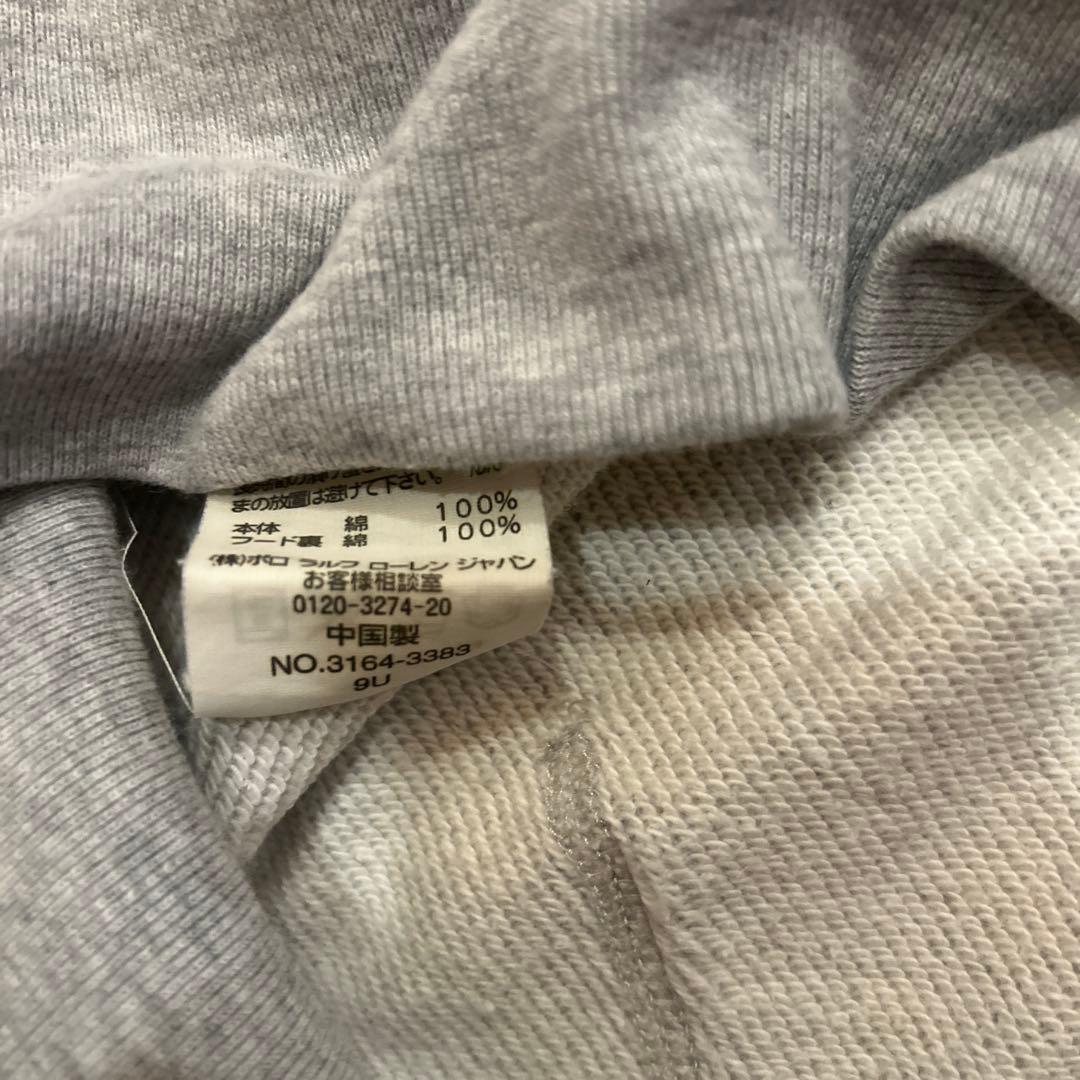 まの放置は避けて下さい。
本体 綿 100%
フード裏 綿 100%
(株)ポロ ラルフ ローレン ジャパン
お客様相談室
0120-3274-20
中国製
NO.3164-3383
9U